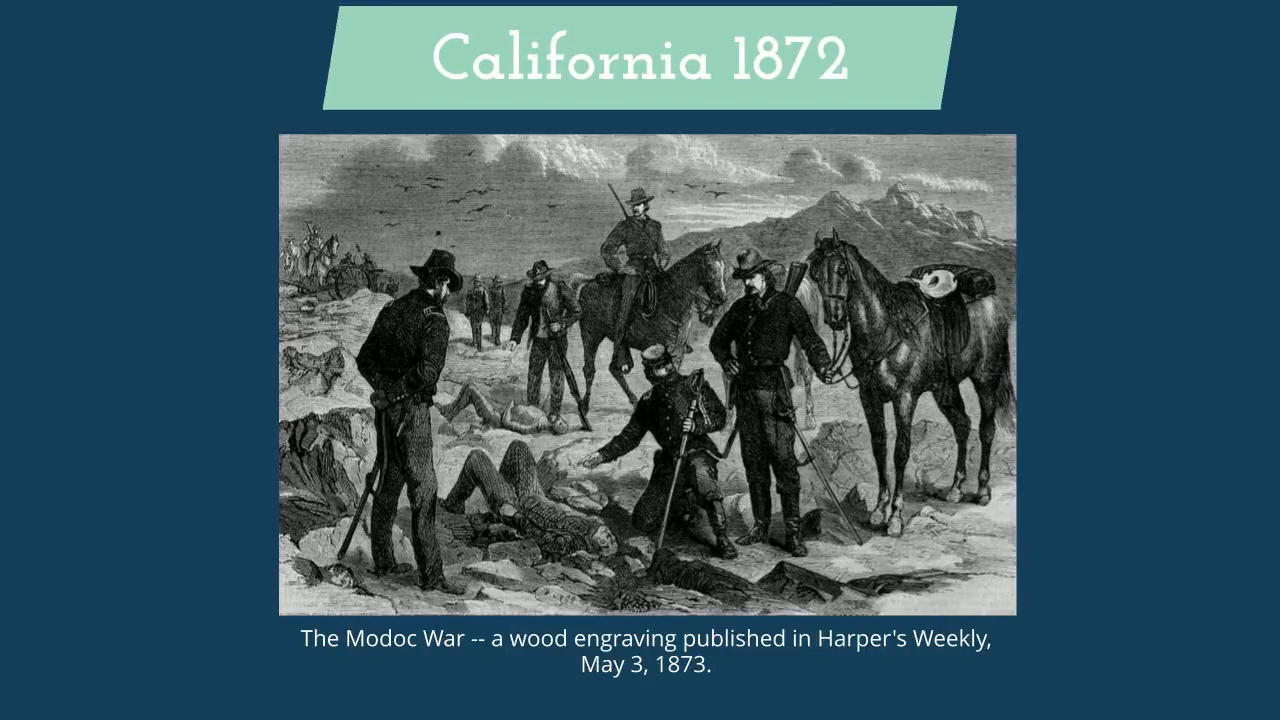 California 1872
The Modoc War -- a wood engraving published in Harper's Weekly,
May 3, 1873.